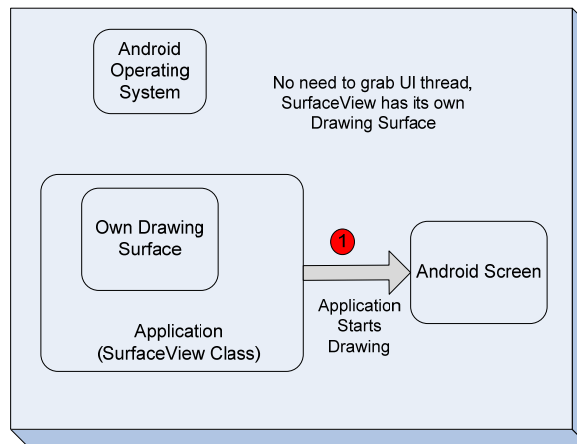 Android
Operating
System
No need to grab UI thread,
SurfaceView has its own
Drawing Surface
Own Drawing
Surface
Application
(SurfaceView Class)
1
Application
Starts
Drawing
Android Screen